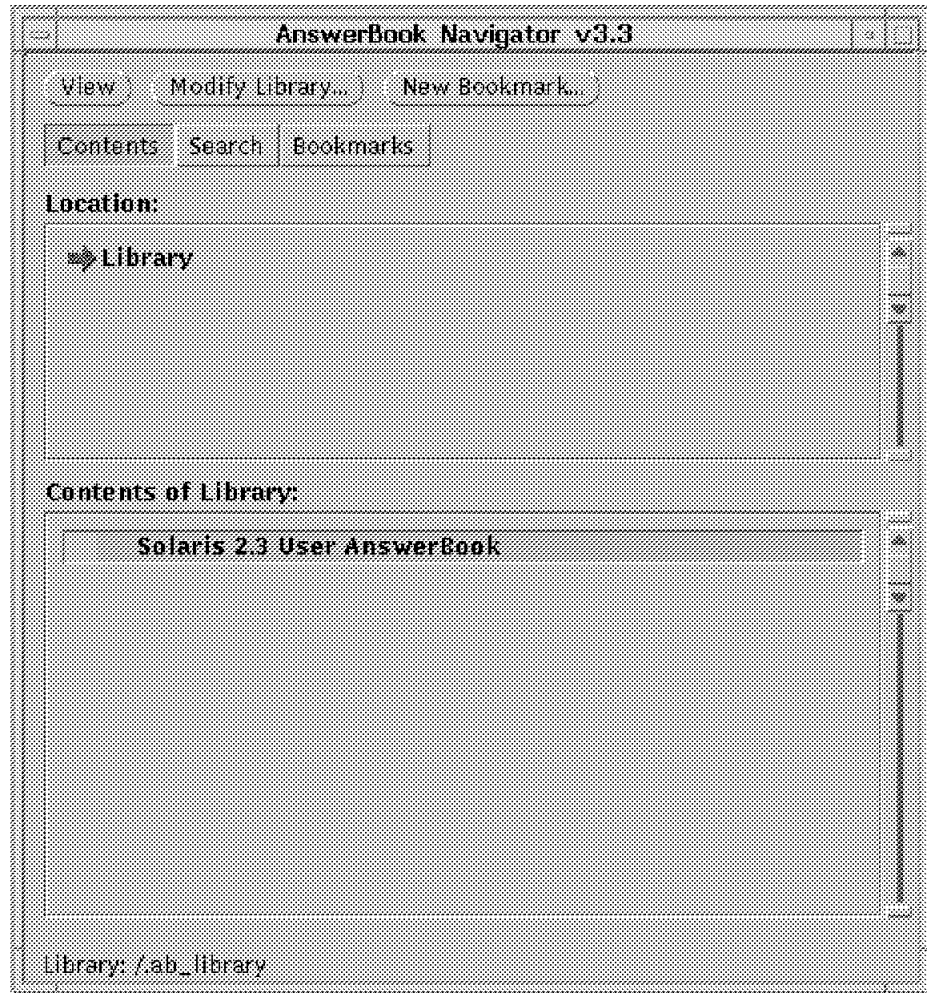 AnswerBook Navigator v3.3
View Modify Library... New Bookmark...
Contents Search Bookmarks
Location:
Library
Contents of Library:
Solaris 2.3 User AnswerBook
Library: /.ab_library